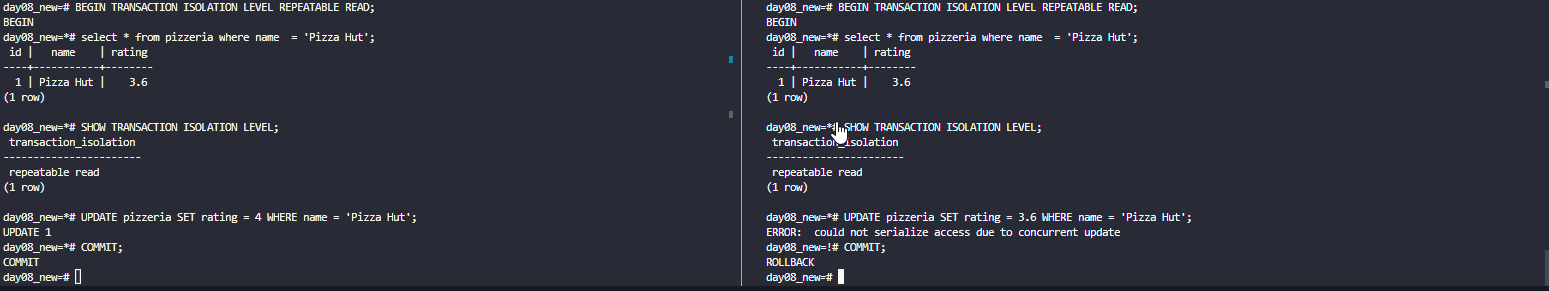 day08_new=# BEGIN TRANSACTION ISOLATION LEVEL REPEATABLE READ;
BEGIN
day08_new=*# select * from pizzeria where name  = 'Pizza Hut';
 id |   name    | rating
----+-----------+--------
  1 | Pizza Hut |    3.6
(1 row)

day08_new=*# SHOW TRANSACTION ISOLATION LEVEL;
 transaction_isolation
-----------------------
 repeatable read
(1 row)

day08_new=*# UPDATE pizzeria SET rating = 4 WHERE name = 'Pizza Hut';
UPDATE 1
day08_new=*# COMMIT;
COMMIT
day08_new=#
day08_new=# BEGIN TRANSACTION ISOLATION LEVEL REPEATABLE READ;
BEGIN
day08_new=*# select * from pizzeria where name  = 'Pizza Hut';
 id |   name    | rating
----+-----------+--------
  1 | Pizza Hut |    3.6
(1 row)

day08_new=*# SHOW TRANSACTION ISOLATION LEVEL;
 transaction_isolation
-----------------------
 repeatable read
(1 row)

day08_new=*# UPDATE pizzeria SET rating = 3.6 WHERE name = 'Pizza Hut';
ERROR:  could not serialize access due to concurrent update
day08_new=!# COMMIT;
ROLLBACK
day08_new=#